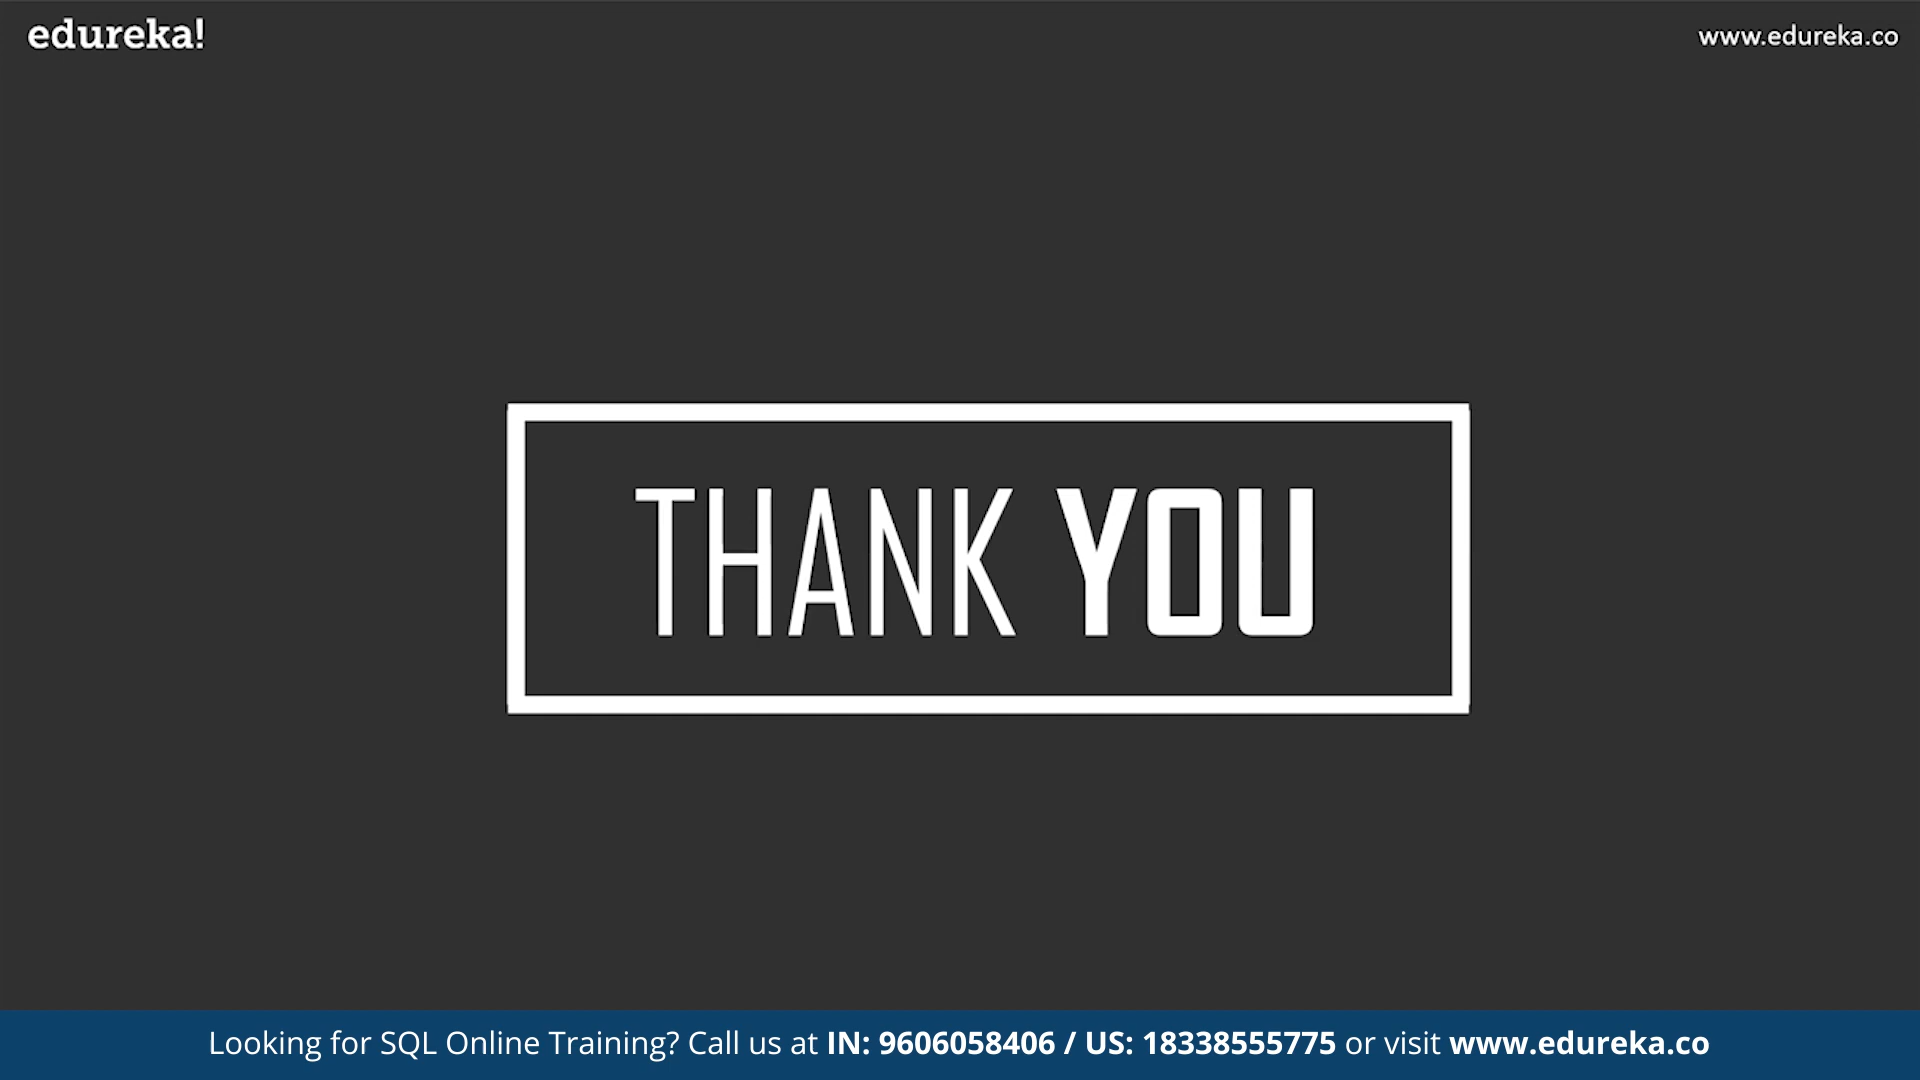 edureka!
www.edureka.co
THANK YOU
Looking for SQL Online Training? Call us at IN: 9606058406 / US: 18338555775 or visit www.edureka.co